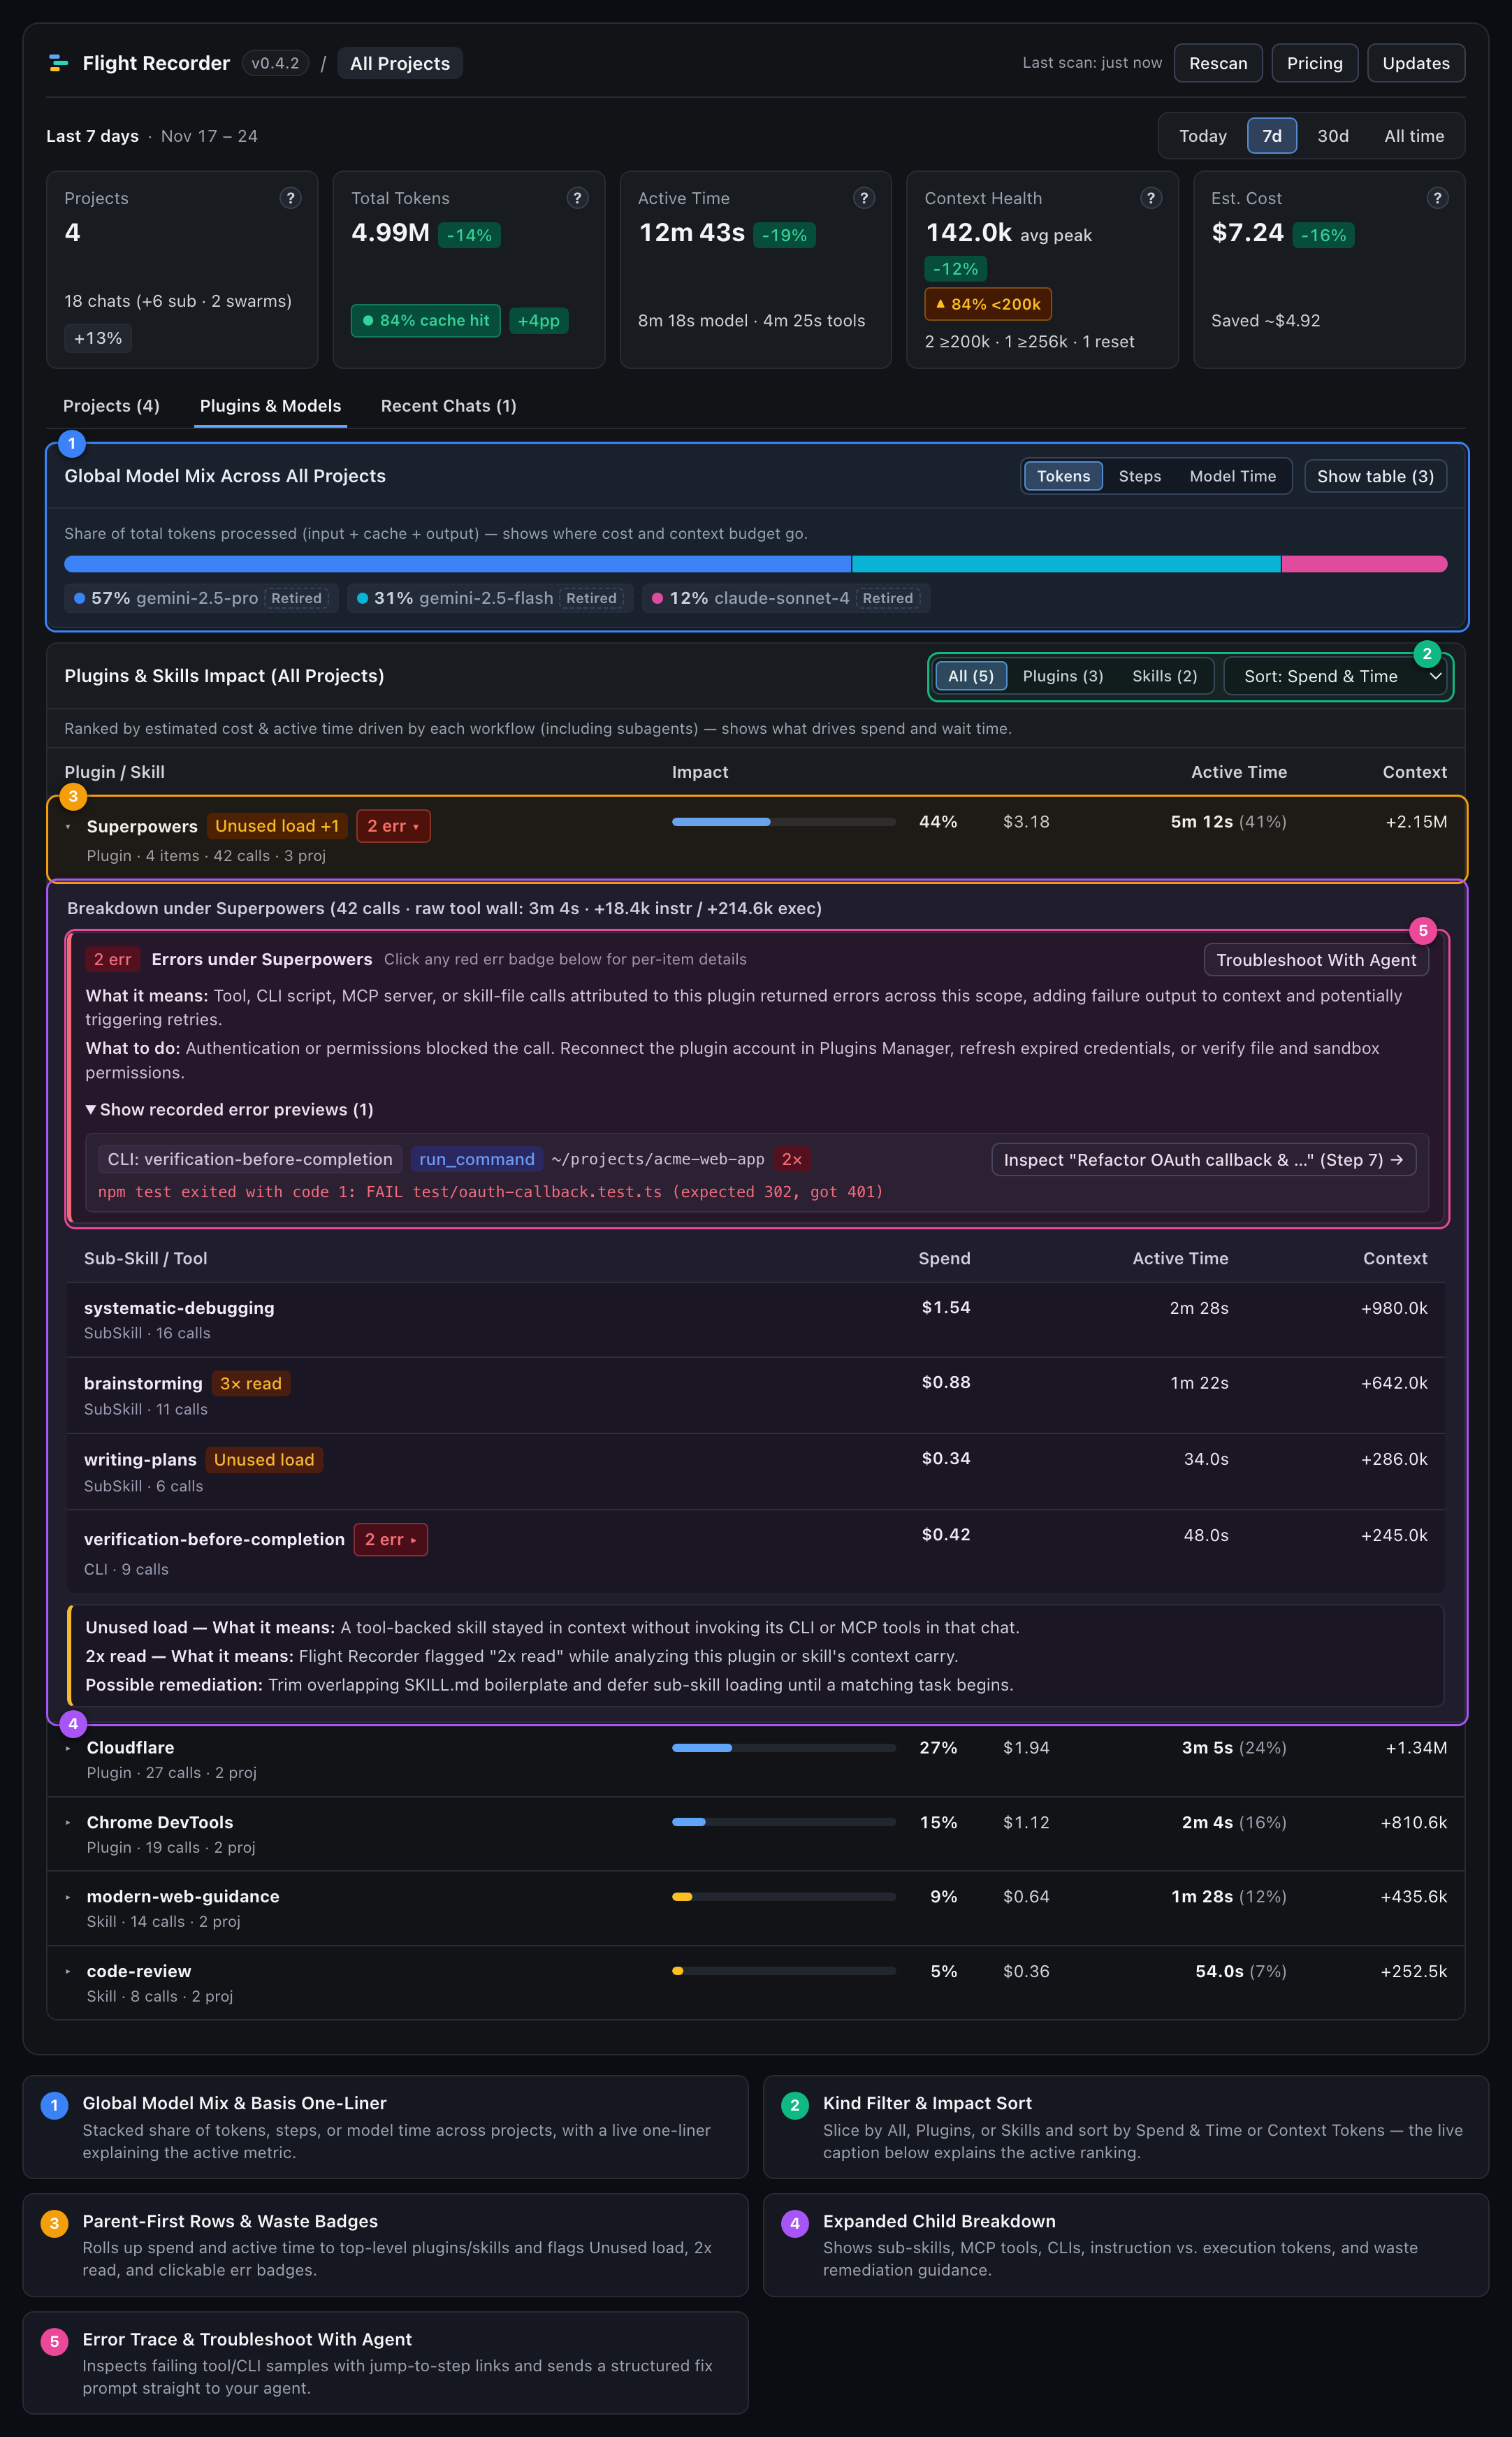 Flight Recorder v0.4.2 / All Projects Last scan: just now Rescan Pricing Updates
Last 7 days · Nov 17 – 24 Today 7d 30d All time
Projects ?
4
18 chats (+6 sub · 2 swarms)
+13%
Total Tokens ?
4.99M -14%
84% cache hit +4pp
Active Time ?
12m 43s -19%
8m 18s model · 4m 25s tools
Context Health ?
142.0k avg peak
-12%
▲ 84% <200k
2 ≥200k · 1 ≥256k · 1 reset
Est. Cost ?
$7.24 -16%
Saved ~$4.92
Projects (4) Plugins & Models Recent Chats (1)
1
Global Model Mix Across All Projects Tokens Steps Model Time Show table (3)
Share of total tokens processed (input + cache + output) — shows where cost and context budget go.
57% gemini-2.5-pro Retired 31% gemini-2.5-flash Retired 12% claude-sonnet-4 Retired
2
Plugins & Skills Impact (All Projects) All (5) Plugins (3) Skills (2) Sort: Spend & Time
Ranked by estimated cost & active time driven by each workflow (including subagents) — shows what drives spend and wait time.
Plugin / Skill Impact Active Time Context
3
▾ Superpowers Unused load +1 2 err ▾ 44% $3.18 5m 12s (41%) +2.15M
Plugin · 4 items · 42 calls · 3 proj
Breakdown under Superpowers (42 calls · raw tool wall: 3m 4s · +18.4k instr / +214.6k exec)
5
2 err Errors under Superpowers Click any red err badge below for per-item details Troubleshoot With Agent
What it means: Tool, CLI script, MCP server, or skill-file calls attributed to this plugin returned errors across this scope, adding failure output to context and potentially
triggering retries.
What to do: Authentication or permissions blocked the call. Reconnect the plugin account in Plugins Manager, refresh expired credentials, or verify file and sandbox
permissions.
▼ Show recorded error previews (1)
CLI: verification-before-completion run_command ~/projects/acme-web-app 2× Inspect "Refactor OAuth callback & ..." (Step 7) →
npm test exited with code 1: FAIL test/oauth-callback.test.ts (expected 302, got 401)
Sub-Skill / Tool Spend Active Time Context
systematic-debugging $1.54 2m 28s +980.0k
SubSkill · 16 calls
brainstorming 3× read $0.88 1m 22s +642.0k
SubSkill · 11 calls
writing-plans Unused load $0.34 34.0s +286.0k
SubSkill · 6 calls
verification-before-completion 2 err ▸ $0.42 48.0s +245.0k
CLI · 9 calls
Unused load — What it means: A tool-backed skill stayed in context without invoking its CLI or MCP tools in that chat.
2x read — What it means: Flight Recorder flagged "2x read" while analyzing this plugin or skill's context carry.
Possible remediation: Trim overlapping SKILL.md boilerplate and defer sub-skill loading until a matching task begins.
4
▸ Cloudflare 27% $1.94 3m 5s (24%) +1.34M
Plugin · 27 calls · 2 proj
▸ Chrome DevTools 15% $1.12 2m 4s (16%) +810.6k
Plugin · 19 calls · 2 proj
▸ modern-web-guidance 9% $0.64 1m 28s (12%) +435.6k
Skill · 14 calls · 2 proj
▸ code-review 5% $0.36 54.0s (7%) +252.5k
Skill · 8 calls · 2 proj
1 Global Model Mix & Basis One-Liner
Stacked share of tokens, steps, or model time across projects, with a live one-liner
explaining the active metric.
2 Kind Filter & Impact Sort
Slice by All, Plugins, or Skills and sort by Spend & Time or Context Tokens — the live
caption below explains the active ranking.
3 Parent-First Rows & Waste Badges
Rolls up spend and active time to top-level plugins/skills and flags Unused load, 2x
read, and clickable err badges.
4 Expanded Child Breakdown
Shows sub-skills, MCP tools, CLIs, instruction vs. execution tokens, and waste
remediation guidance.
5 Error Trace & Troubleshoot With Agent
Inspects failing tool/CLI samples with jump-to-step links and sends a structured fix
prompt straight to your agent.